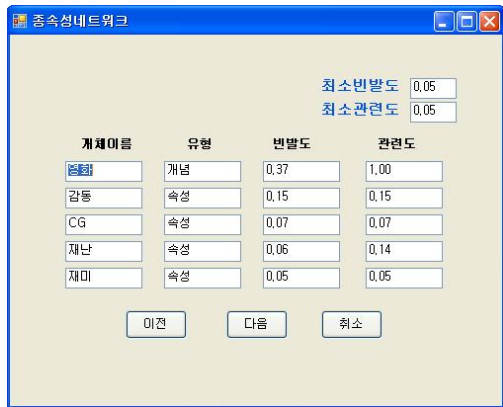 종속성네트워크
최소빈발도 0,05
최소관련도 0,05
개체이름 유형 빈발도 관련도
영화 개념 0,37 1,00
감동 속성 0,15 0,15
CG 속성 0,07 0,07
재난 속성 0,06 0,14
재미 속성 0,05 0,05
이전 다음 취소